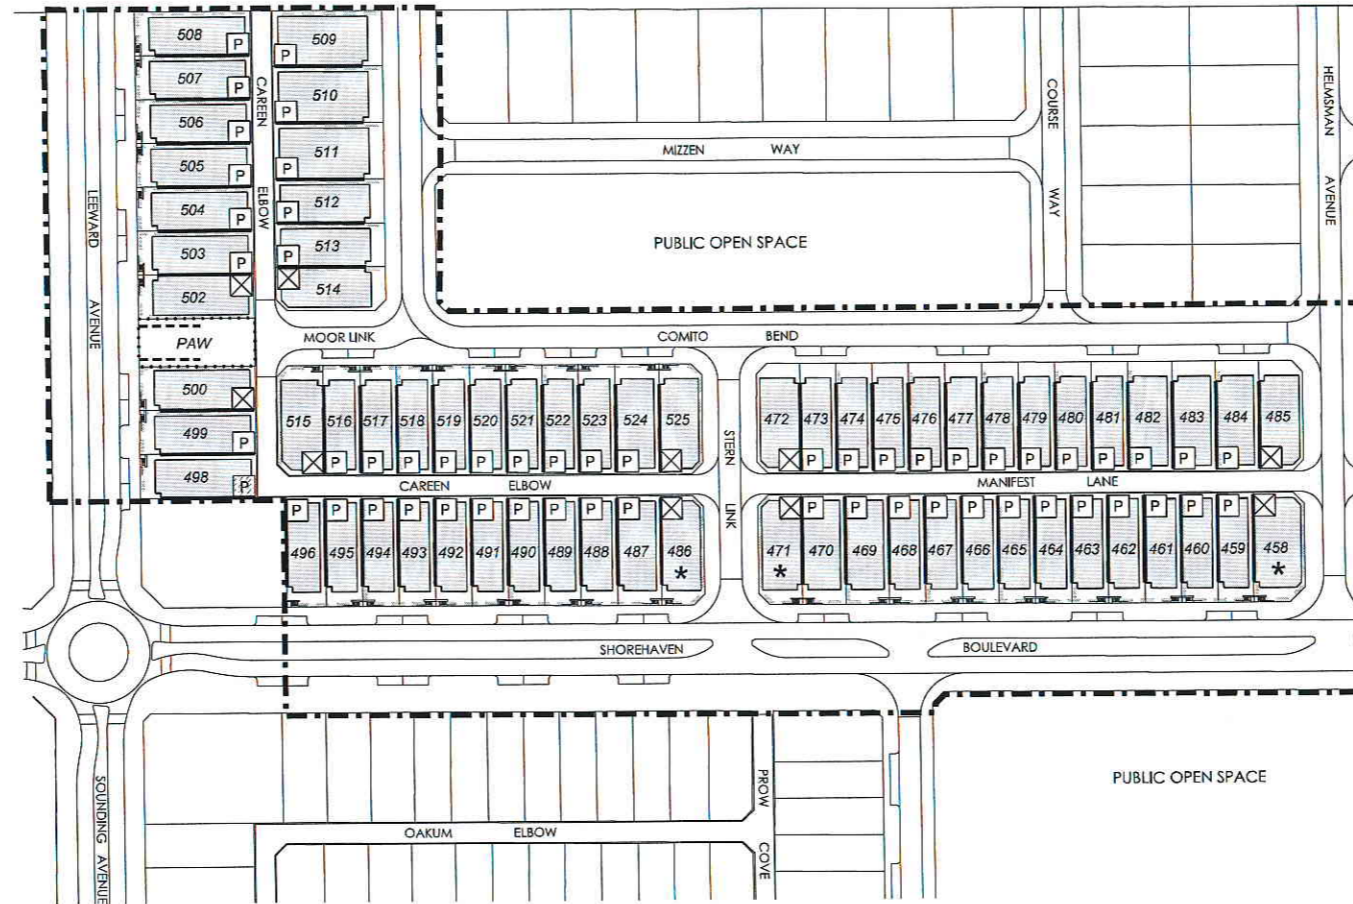 508
P
509
P
507
P
CAREEN ELBOW
510
P
506
P
511
P
505
P
504
P
512
P
503
P
513
P
502
514
LEEWARD AVENUE
MIZZEN WAY
COURSE WAY
HELMSMAN AVENUE
PUBLIC OPEN SPACE
PAW
MOOR LINK
COMITO BEND
500
499
P
498
P
515
516
517
518
519
520
521
522
523
524
525
P
P
P
P
P
P
P
P
P
STERN LINK
472
473
474
475
476
477
478
479
480
481
482
483
484
485
P
P
P
P
P
P
P
P
P
P
P
P
CAREEN ELBOW
MANIFEST LANE
P
P
P
P
P
P
P
P
P
P
496
495
494
493
492
491
490
489
488
487
486
*
P
P
P
P
P
P
P
P
P
P
P
P
471
470
469
468
467
466
465
464
463
462
461
460
459
458
*
*
SHOREHAVEN BOULEVARD
SOUNDING AVENUE
OAKUM ELBOW
PROW COVE
PUBLIC OPEN SPACE